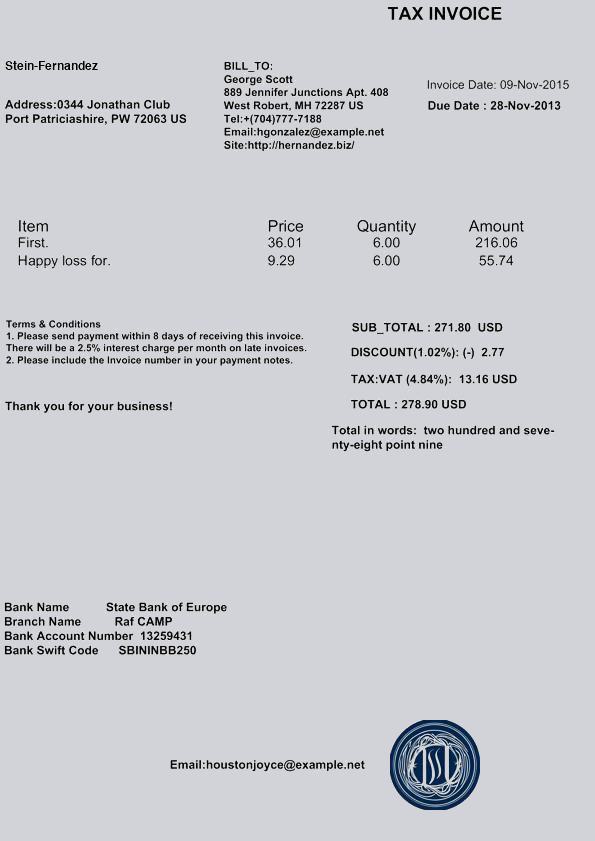 TAX INVOICE
Stein-Fernandez
Address:0344 Jonathan Club
Port Patriciashire, PW 72063 US
BILL_TO:
George Scott
889 Jennifer Junctions Apt. 408
West Robert, MH 72287 US
Tel:+(704)777-7188
Email:hgonzalez@example.net
Site:http://hernandez.biz/
Invoice Date: 09-Nov-2015
Due Date : 28-Nov-2013
Item Price Quantity Amount
First. 36.01 6.00 216.06
Happy loss for. 9.29 6.00 55.74
Terms & Conditions
1. Please send payment within 8 days of receiving this invoice.
There will be a 2.5% interest charge per month on late invoices.
2. Please include the Invoice number in your payment notes.
Thank you for your business!
SUB_TOTAL : 271.80 USD
DISCOUNT(1.02%): (-) 2.77
TAX:VAT (4.84%): 13.16 USD
TOTAL : 278.90 USD
Total in words: two hundred and seve-
nty-eight point nine
Bank Name State Bank of Europe
Branch Name Raf CAMP
Bank Account Number 13259431
Bank Swift Code SBININBB250
Email:houstonjoyce@example.net